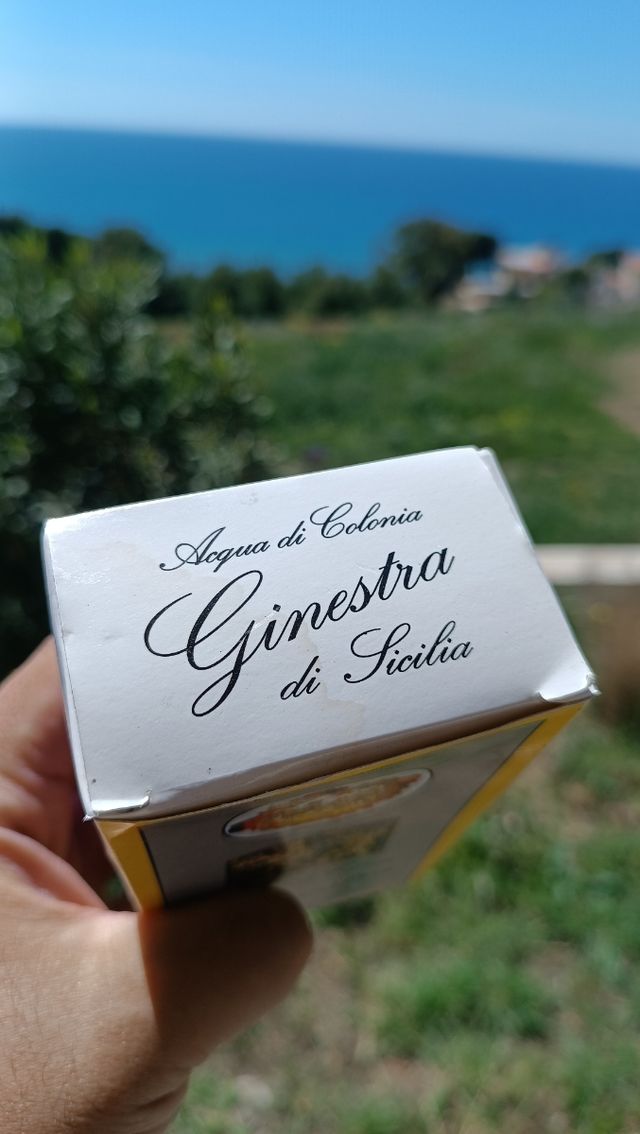 Acqua di Colonia
Ginestra
di Sicilia